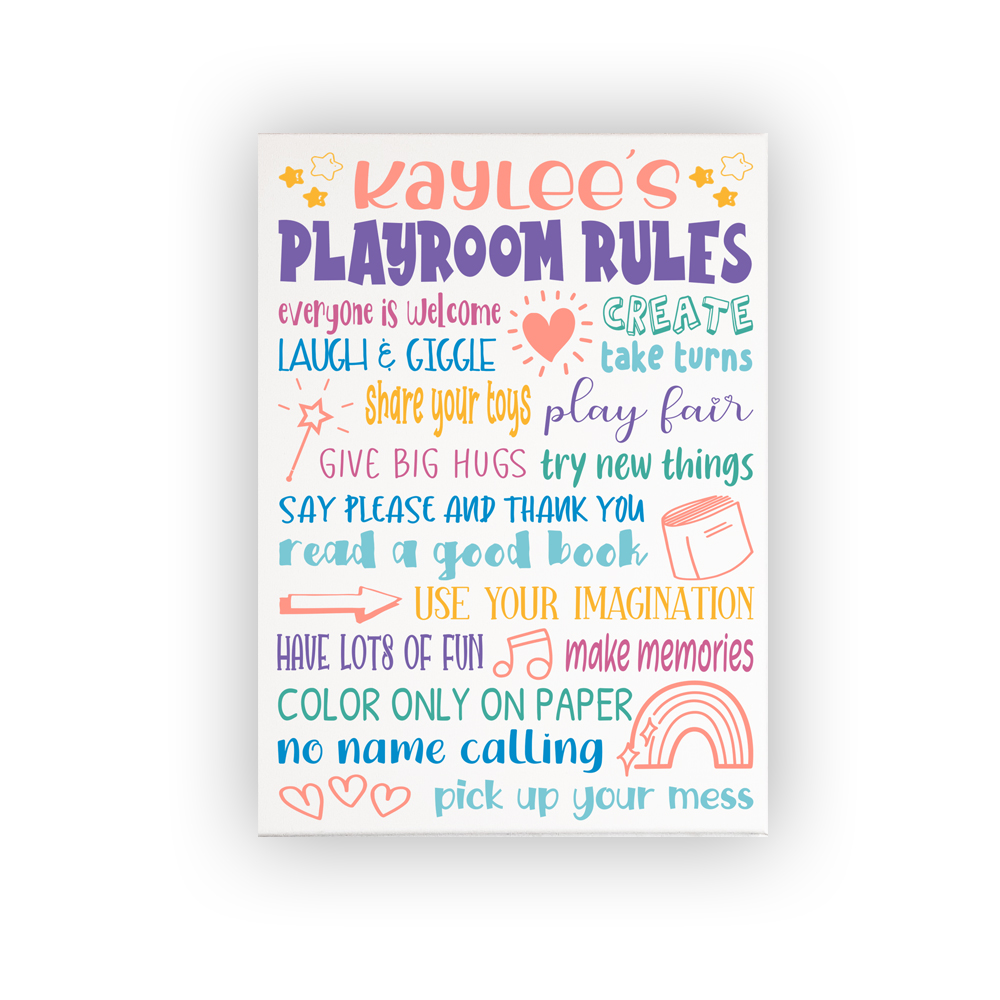 Kaylee's
PLAYROOM RULES
everyone is welcome
CREATE
LAUGH & GIGGLE
take turns
share your toys
play fair
GIVE BIG HUGS
try new things
SAY PLEASE AND THANK YOU
read a good book
USE YOUR IMAGINATION
HAVE LOTS OF FUN
make memories
COLOR ONLY ON PAPER
no name calling
pick up your mess